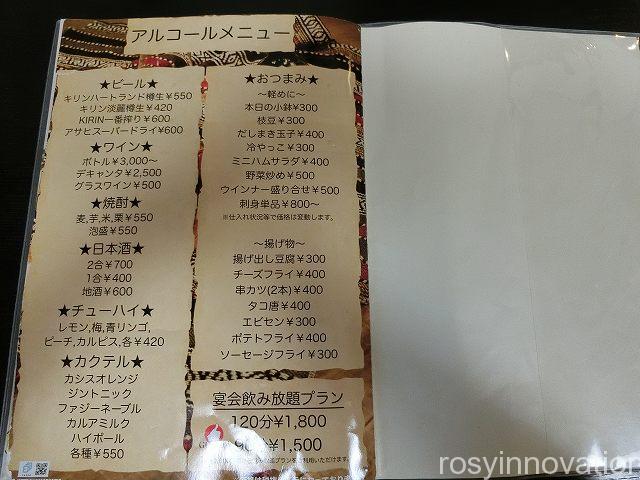 アルコールメニュー
★ビール★
キリンハートランド樽生¥550
キリン淡麗樽生¥420
KIRIN一番搾り¥600
アサヒスーパードライ¥600
★ワイン★
ボトル¥3,000〜
デキャンタ¥2,500
グラスワイン¥500
★焼酎★
麦,芋,米,栗¥550
泡盛¥550
★日本酒★
2合¥700
1合¥400
地酒¥600
★チューハイ★
レモン,梅,青リンゴ,
ピーチ,カルピス,各¥420
★カクテル★
カシスオレンジ
ジントニック
ファジーネーブル
カルアミルク
ハイボール
各種¥550
★おつまみ★
〜軽めに〜
本日の小鉢¥300
枝豆¥300
だしまき玉子¥400
冷やっこ¥300
ミニハムサラダ¥400
野菜炒め¥500
ウインナー盛り合せ¥500
刺身単品¥800〜
※仕入れ状況等で価格は変動します。
〜揚げ物〜
揚げ出し豆腐¥300
チーズフライ¥400
串カツ(2本)¥400
タコ唐¥400
エビセン¥300
ポテトフライ¥400
ソーセージフライ¥300
宴会飲み放題プラン
120分¥1,800
90分¥1,500
rosyinnovation